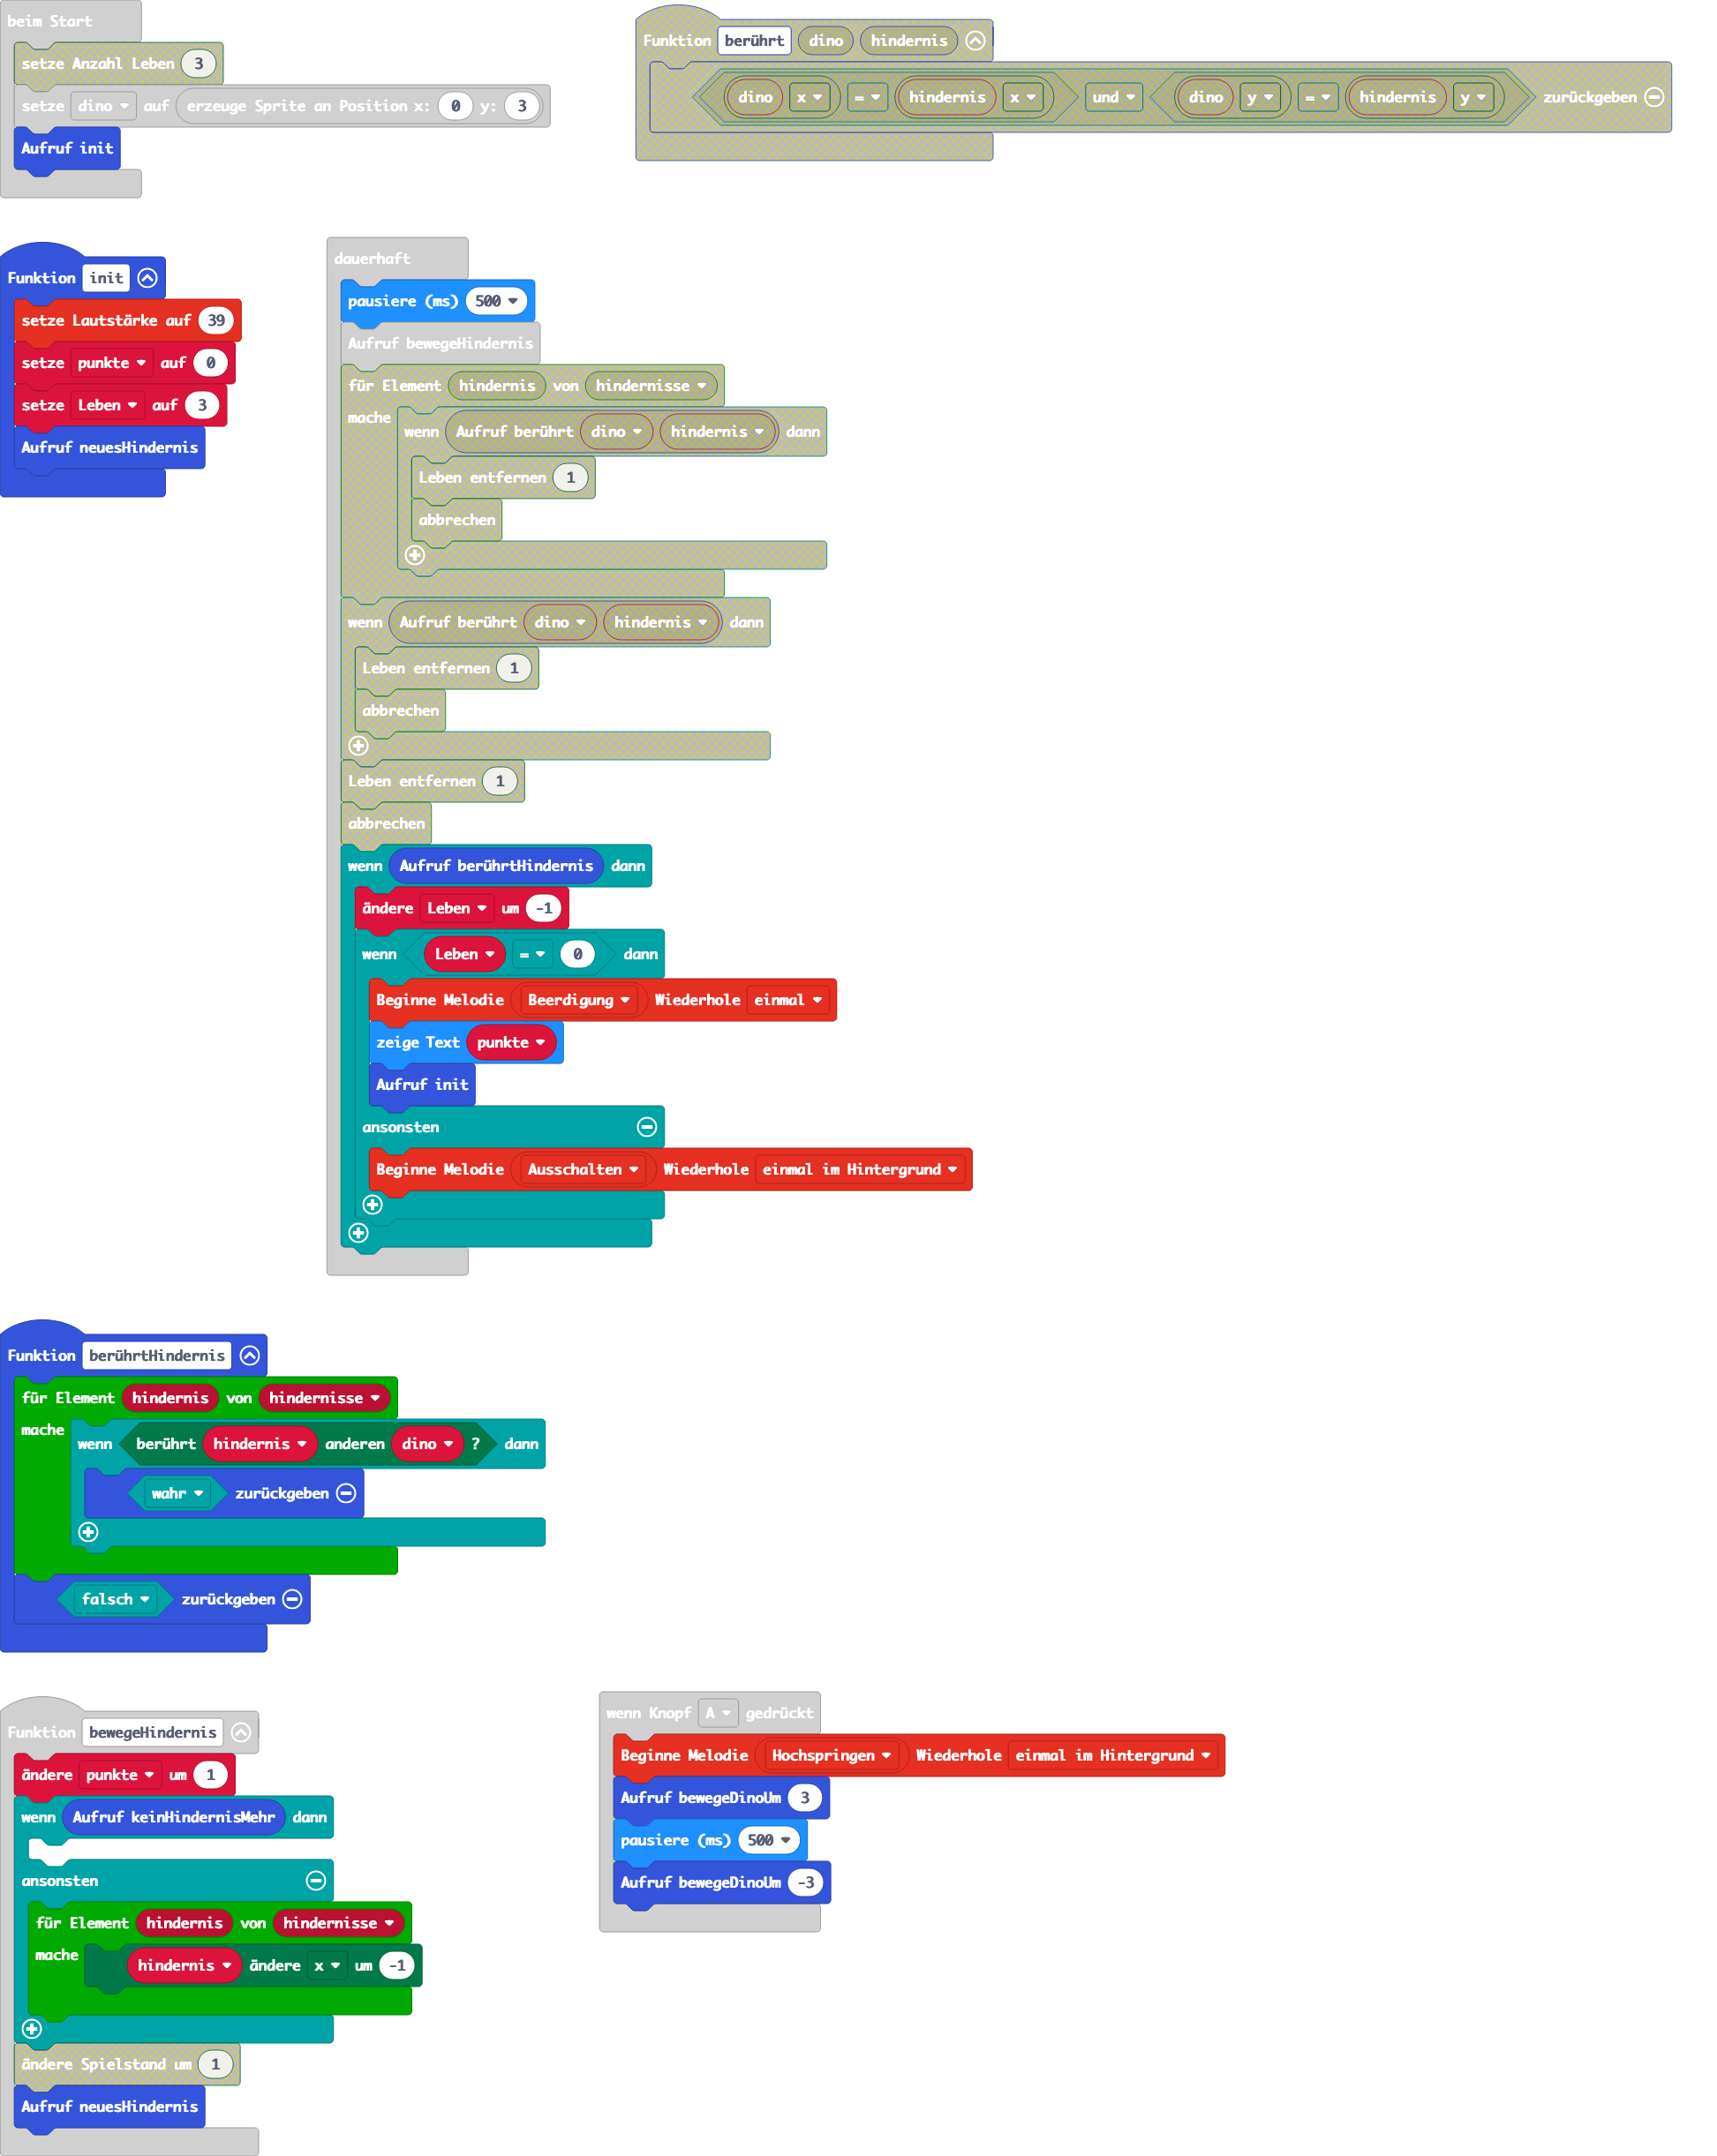 beim Start
setze Anzahl Leben 3
setze dino auf erzeuge Sprite an Position x: 0 y: 3
Aufruf init
Funktion berührt dino hindernis
dino x = hindernis x und dino y = hindernis y zurückgeben
Funktion init
setze Lautstärke auf 39
setze punkte auf 0
setze Leben auf 3
Aufruf neuesHindernis
dauerhaft
pausiere (ms) 500
Aufruf bewegeHindernis
für Element hindernis von hindernisse
mache
wenn Aufruf berührt dino hindernis dann
Leben entfernen 1
abbrechen
wenn Aufruf berührt dino hindernis dann
Leben entfernen 1
abbrechen
Leben entfernen 1
abbrechen
wenn Aufruf berührtHindernis dann
ändere Leben um -1
wenn Leben = 0 dann
Beginne Melodie Beerdigung Wiederhole einmal
zeige Text punkte
Aufruf init
ansonsten
Beginne Melodie Ausschalten Wiederhole einmal im Hintergrund
Funktion berührtHindernis
für Element hindernis von hindernisse
mache
wenn berührt hindernis anderen dino ? dann
wahr zurückgeben
falsch zurückgeben
Funktion bewegeHindernis
ändere punkte um 1
wenn Aufruf keinHindernisMehr dann
ansonsten
für Element hindernis von hindernisse
mache
hindernis ändere x um -1
ändere Spielstand um 1
Aufruf neuesHindernis
wenn Knopf A gedrückt
Beginne Melodie Hochspringen Wiederhole einmal im Hintergrund
Aufruf bewegeDinoUm 3
pausiere (ms) 500
Aufruf bewegeDinoUm -3